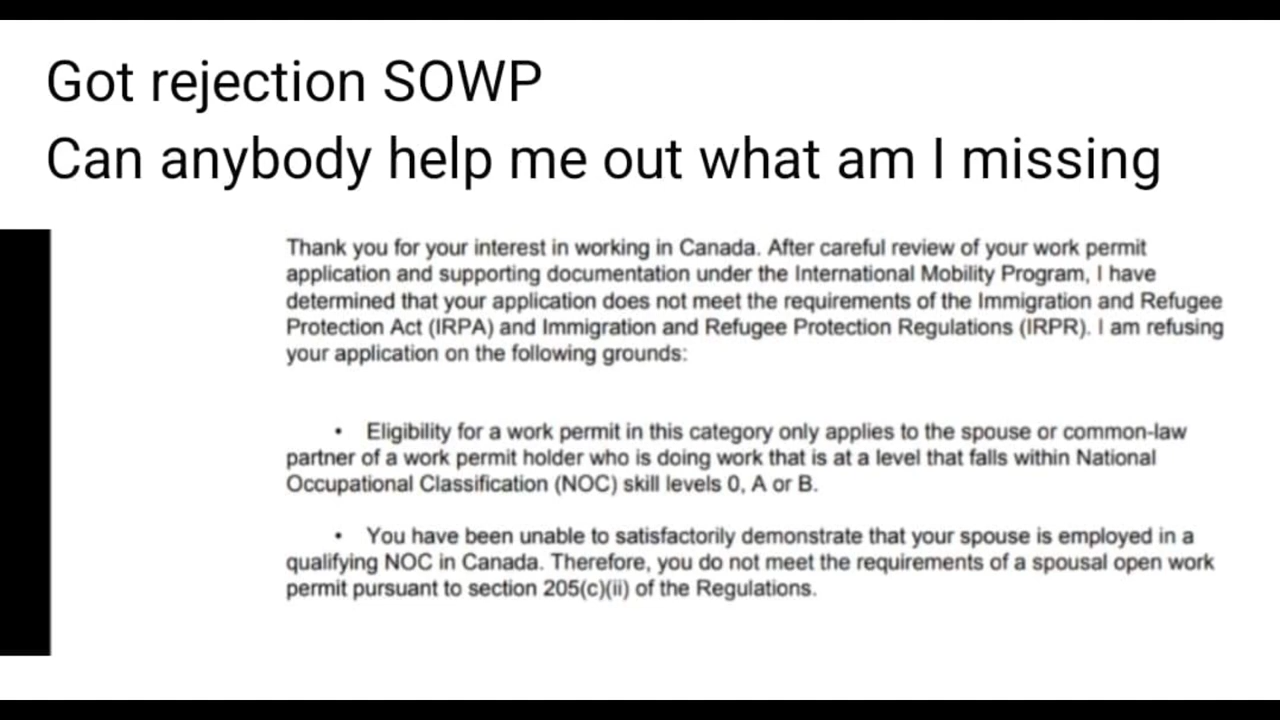 Got rejection SOWP
Can anybody help me out what am I missing
Thank you for your interest in working in Canada. After careful review of your work permit
application and supporting documentation under the International Mobility Program, I have
determined that your application does not meet the requirements of the Immigration and Refugee
Protection Act (IRPA) and Immigration and Refugee Protection Regulations (IRPR). I am refusing
your application on the following grounds:
• Eligibility for a work permit in this category only applies to the spouse or common-law
partner of a work permit holder who is doing work that is at a level that falls within National
Occupational Classification (NOC) skill levels 0, A or B.
• You have been unable to satisfactorily demonstrate that your spouse is employed in a
qualifying NOC in Canada. Therefore, you do not meet the requirements of a spousal open work
permit pursuant to section 205(c)(ii) of the Regulations.